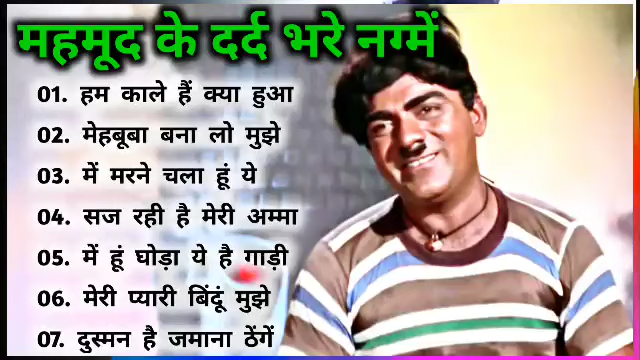 महमूद के दर्द भरे नग्में
01. हम काले हैं क्या हुआ
02. मेहबूबा बना लो मुझे
03. में मरने चला हूं ये
04. सज रही है मेरी अम्मा
05. में हूं घोड़ा ये है गाड़ी
06. मेरी प्यारी बिंदूं मुझे
07. दुस्मन है जमाना ठेंगें